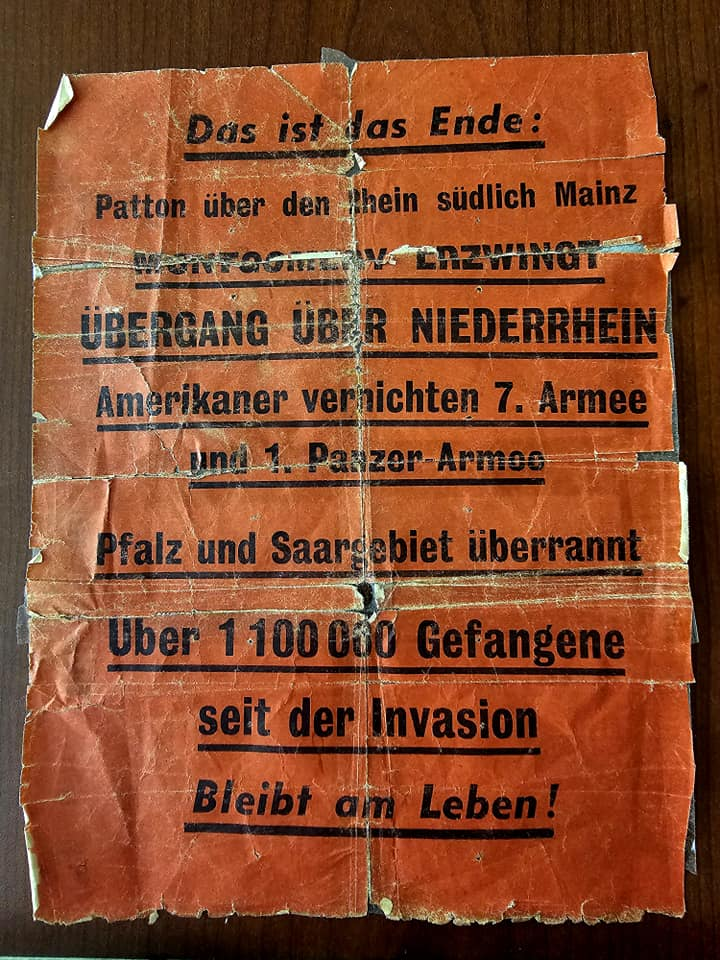 Das ist das Ende:
Patton über den Rhein südlich Mainz
MONTGOMERY ERZWINGT
ÜBERGANG ÜBER NIEDERRHEIN
Amerikaner vernichten 7. Armee
und 1. Panzer-Armee
Pfalz und Saargebiet überrannt
Über 1 100 000 Gefangene
seit der Invasion
Bleibt am Leben!